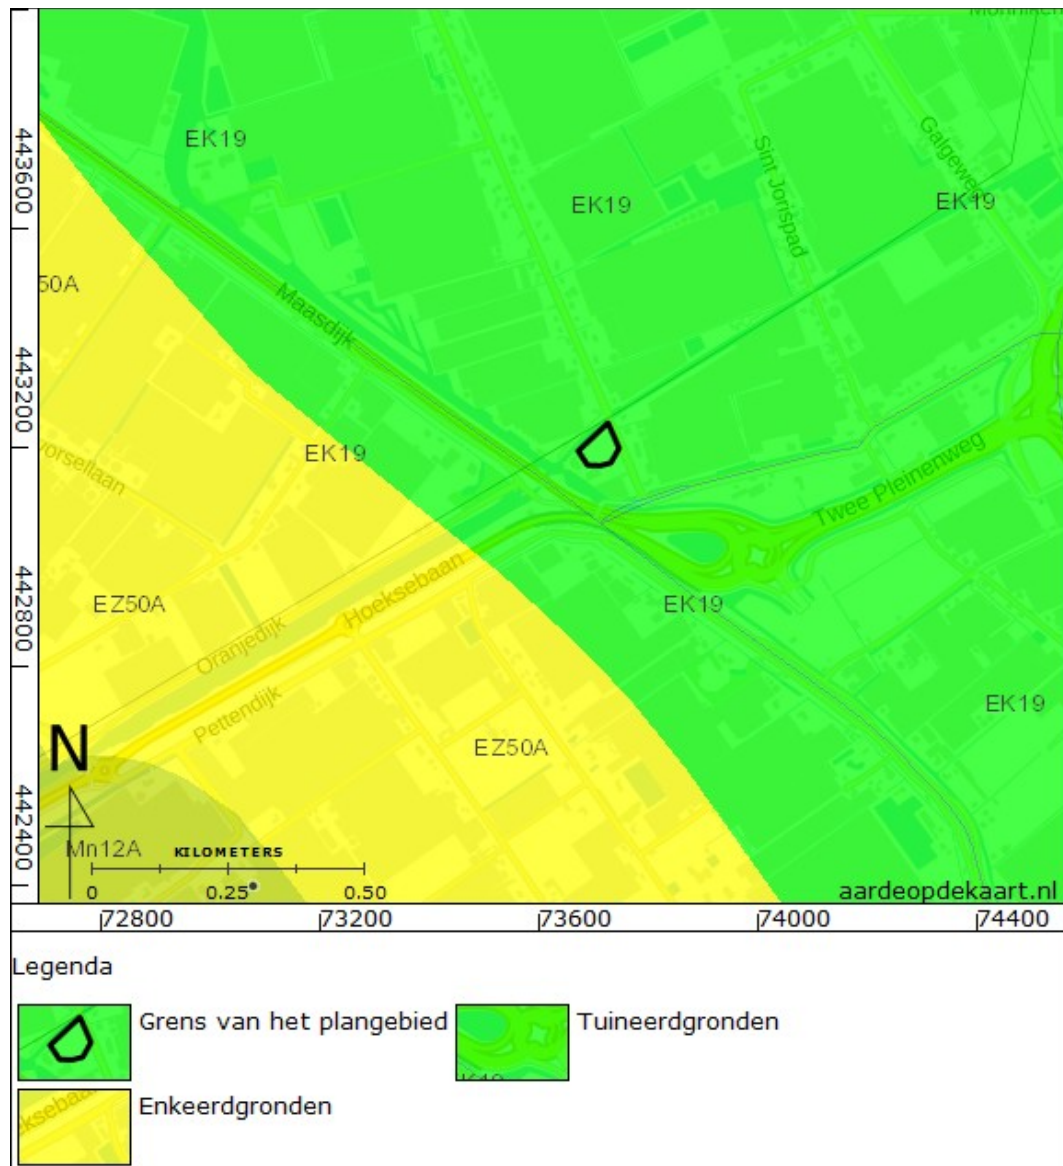 EK19
EK19
EK19
Galgeweg
Sint Jorispad
50A
Maasdijk
EK19
Twee Pleinenweg
EZ50A
Hoeksebaan
Oranjedijk
EK19
Pettendijk
EK19
EZ50A
N
Mn12A
KILOMETERS
0
0.25
0.50
aardeopdekaart.nl
443600
443200
442800
442400
72800
73200
73600
74000
74400
Legenda
Grens van het plangebied
Tuineerdgronden
Enkeerdgronden